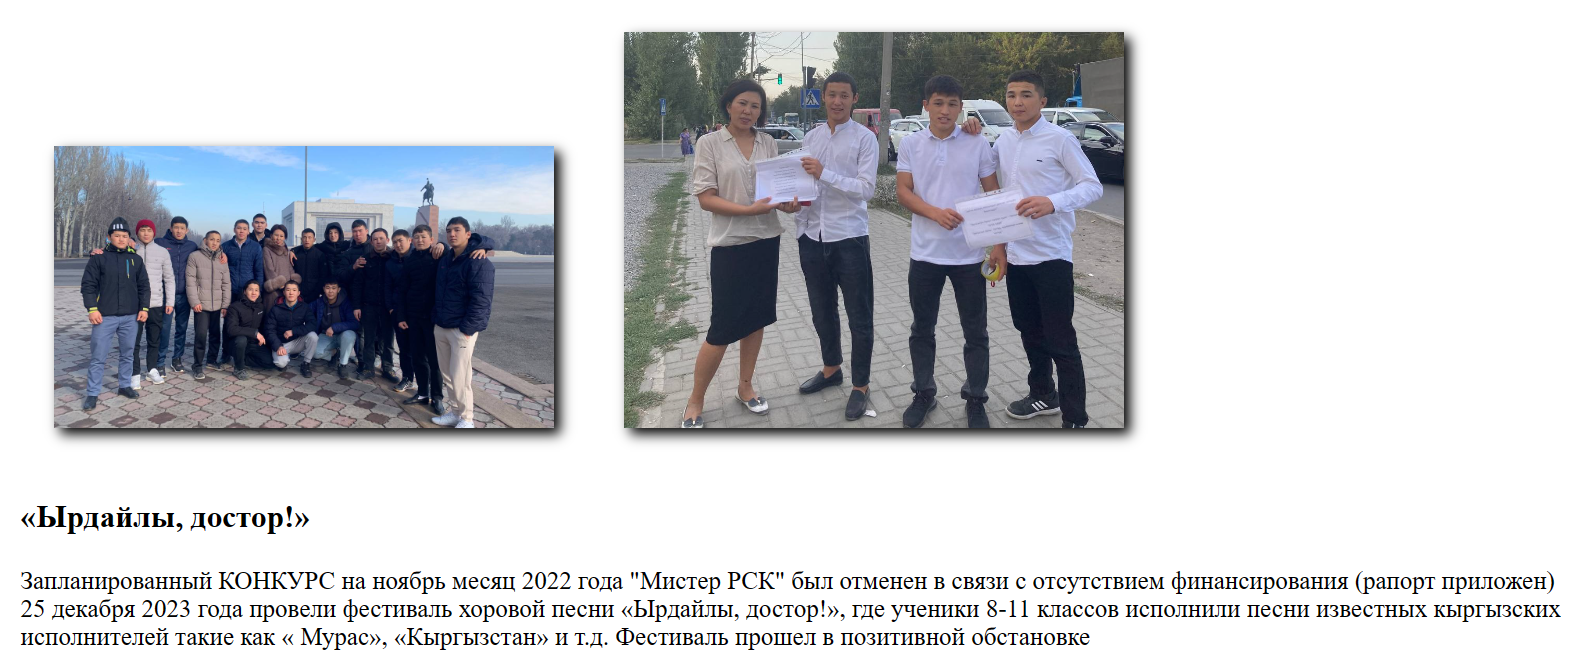 «Ырдайлы, достор!»
Запланированный КОНКУРС на ноябрь месяц 2022 года "Мистер РСК" был отменен в связи с отсутствием финансирования (рапорт приложен)
25 декабря 2023 года провели фестиваль хоровой песни «Ырдайлы, достор!», где ученики 8-11 классов исполнили песни известных кыргызских
исполнителей такие как « Мурас», «Кыргызстан» и т.д. Фестиваль прошел в позитивной обстановке